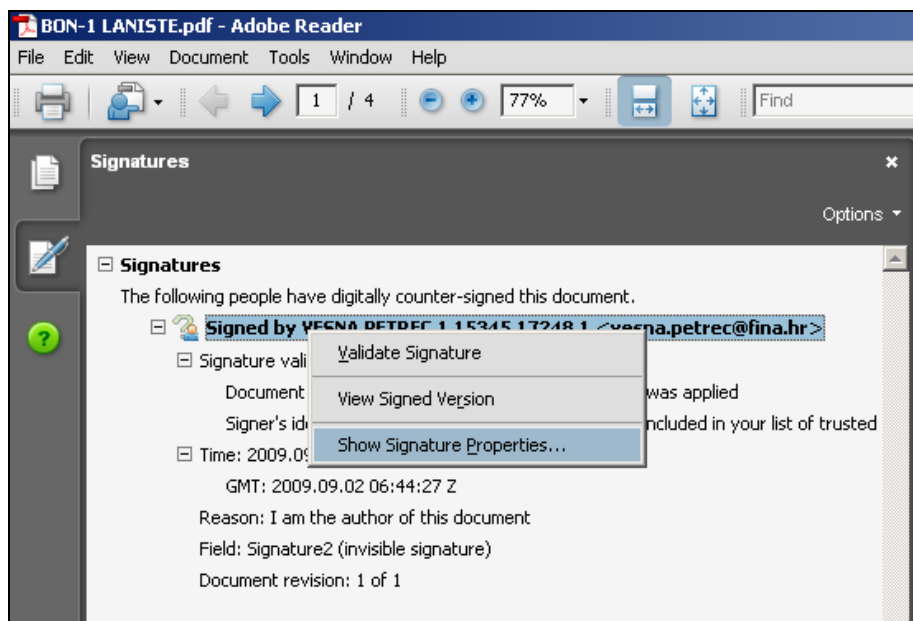 BON-1 LANISTE.pdf - Adobe Reader
File Edit View Document Tools Window Help
1 / 4 77% Find
Signatures
Options
Signatures
The following people have digitally counter-signed this document.
Signed by VESNA PETREC 1.15345.17248.1 <vesna.petrec@fina.hr>
Validate Signature
Signature vali
View Signed Version
Document was applied
Signer's ncluded in your list of trusted
Show Signature Properties...
Time: 2009.09
GMT: 2009.09.02 06:44:27 Z
Reason: I am the author of this document
Field: Signature2 (invisible signature)
Document revision: 1 of 1